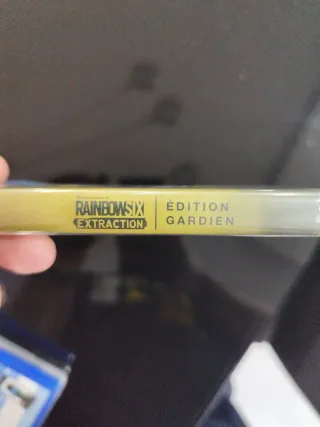 RAINBOWSIX
EXTRACTION
ÉDITION
GARDIEN